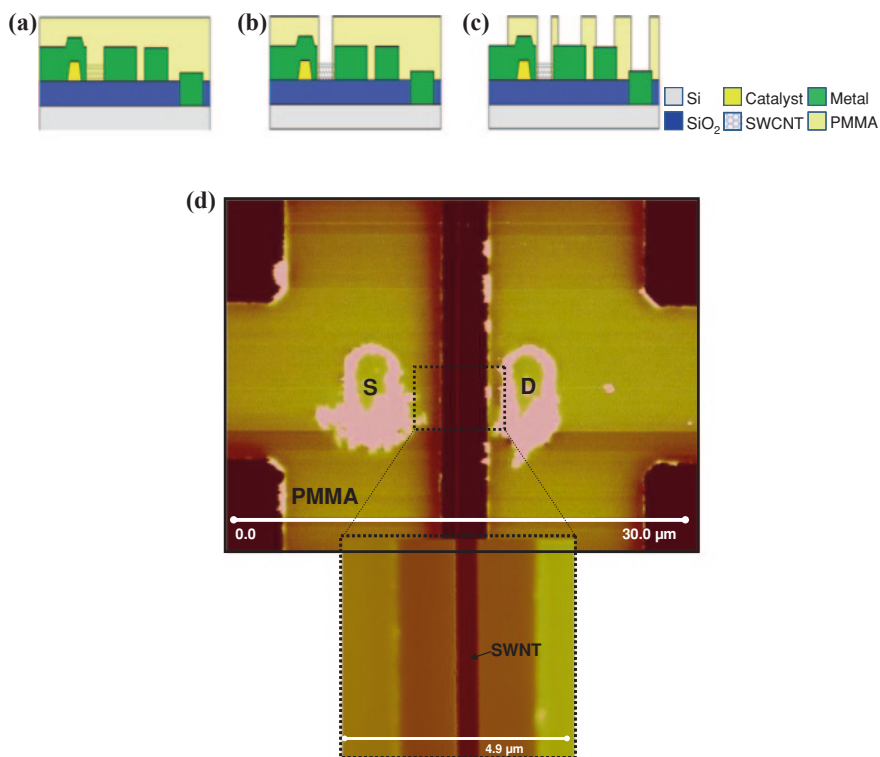 (a)
(b)
(c)
Si
Catalyst
Metal
SiO2
SWCNT
PMMA
(d)
S
D
PMMA
0.0
30.0 µm
SWNT
4.9 µm